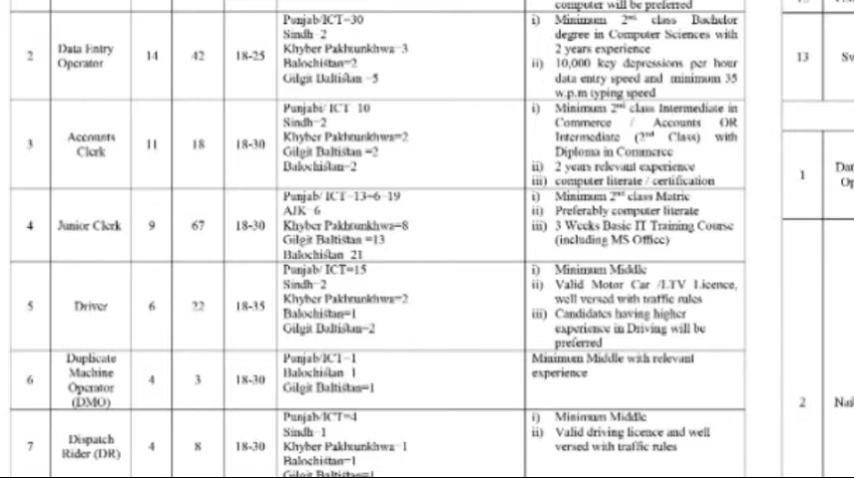 computer will be preferred
2
Data Entry
Operator
14
42
18-25
Punjab/ICT=30
Sindh=2
Khyber Pakhtunkhwa=3
Balochistan=2
Gilgit Baltistan =5
i) Minimum 2nd class Bachelor
degree in Computer Sciences with
2 years experience
ii) 10,000 key depressions per hour
data entry speed and minimum 35
w.p.m typing speed
3
Accounts
Clerk
11
18
18-30
Punjab/ ICT=10
Sindh=2
Khyber Pakhtunkhwa=2
Gilgit Baltistan =2
Balochistan=2
i) Minimum 2nd class Intermediate in
Commerce / Accounts OR
Intermediate (2nd Class) with
Diploma in Commerce
ii) 2 years relevant experience
iii) computer literate / certification
4
Junior Clerk
9
67
18-30
Punjab/ ICT=13+6=19
AJK=6
Khyber Pakhtunkhwa=8
Gilgit Baltistan =13
Balochistan=21
i) Minimum 2nd class Matric
ii) Preferably computer literate
iii) 3 Weeks Basic IT Training Course
(including MS Office)
5
Driver
6
22
18-35
Punjab/ ICT=15
Sindh=2
Khyber Pakhtunkhwa=2
Balochistan=1
Gilgit Baltistan=2
i) Minimum Middle
ii) Valid Motor Car /LTV Licence,
well versed with traffic rules
iii) Candidates having higher
experience in Driving will be
preferred
6
Duplicate
Machine
Operator
(DMO)
4
3
18-30
Punjab/ICT=1
Balochistan=1
Gilgit Baltistan=1
Minimum Middle with relevant
experience
7
Dispatch
Rider (DR)
4
8
18-30
Punjab/ICT=4
Sindh=1
Khyber Pakhtunkhwa=1
Balochistan=1
Gilgit Baltistan=1
i) Minimum Middle
ii) Valid driving licence and well
versed with traffic rules
13
Sw
1
Dat
Op
2
Nai